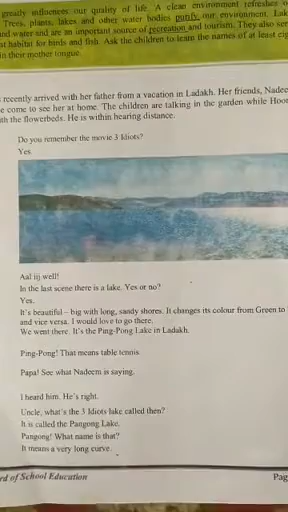 greatly influences our quality of life. A clean environment refreshes
Trees, plants, lakes and other water bodies purify our environment. Lak
and water and are an important source of recreation and tourism. They also ser
at habitat for birds and fish. Ask the children to learn the names of at least eig
in their mother tongue.
recently arrived with her father from a vacation in Ladakh. Her friends, Nadee
e come to see her at home. The children are talking in the garden while Hoor
th the flowerbeds. He is within hearing distance.
Do you remember the movie 3 Idiots?
Yes.
Aal iij well!
In the last scene there is a lake. Yes or no?
Yes.
It's beautiful – big with long, sandy shores. It changes its colour from Green to
and vice versa. I would love to go there.
We went there. It's the Ping-Pong Lake in Ladakh.
Ping-Pong! That means table tennis.
Papa! See what Nadeem is saying.
I heard him. He's right.
Uncle, what's the 3 Idiots lake called then?
It is called the Pangong Lake.
Pangong! What name is that?
It means a very long curve.
rd of School Education
Pag